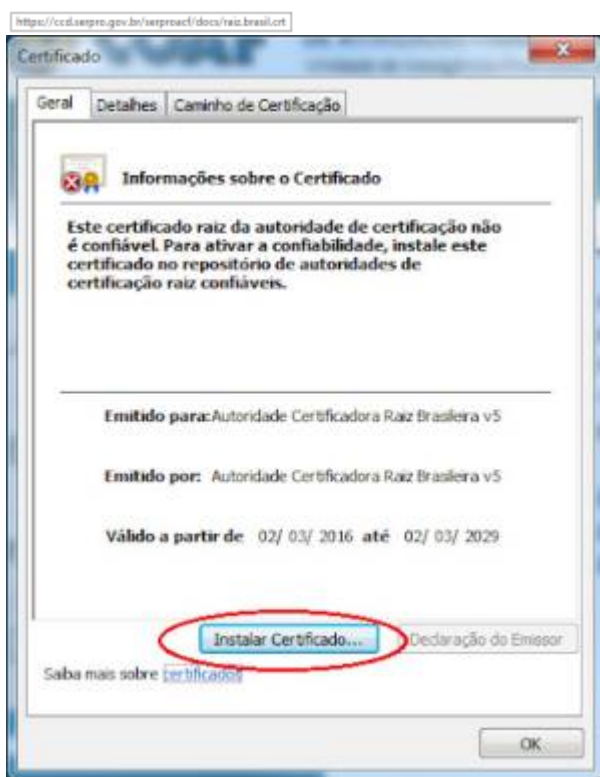 https://ccd.serpro.gov.br/serproacf/docs/raiz.brasil.crt
Certificado
Geral Detalhes Caminho de Certificação
Informações sobre o Certificado
Este certificado raiz da autoridade de certificação não
é confiável. Para ativar a confiabilidade, instale este
certificado no repositório de autoridades de
certificação raiz confiáveis.
Emitido para: Autoridade Certificadora Raiz Brasileira v5
Emitido por: Autoridade Certificadora Raiz Brasileira v5
Válido a partir de 02/ 03/ 2016 até 02/ 03/ 2029
Instalar Certificado... Declaração do Emissor
Saiba mais sobre certificados
OK